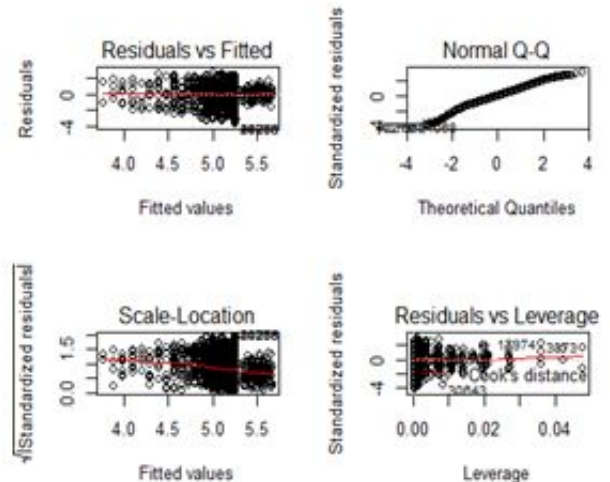 Residuals vs Fitted
Residuals
0
-4
4.0 4.5 5.0 5.5
Fitted values
Normal Q-Q
Standardized residuals
0
-4
-4 -2 0 2 4
Theoretical Quantiles
Scale-Location
√|Standardized residuals|
1.5
0.0
4.0 4.5 5.0 5.5
Fitted values
Residuals vs Leverage
Standardized residuals
0
-4
Cook's distance
0.00 0.02 0.04
Leverage